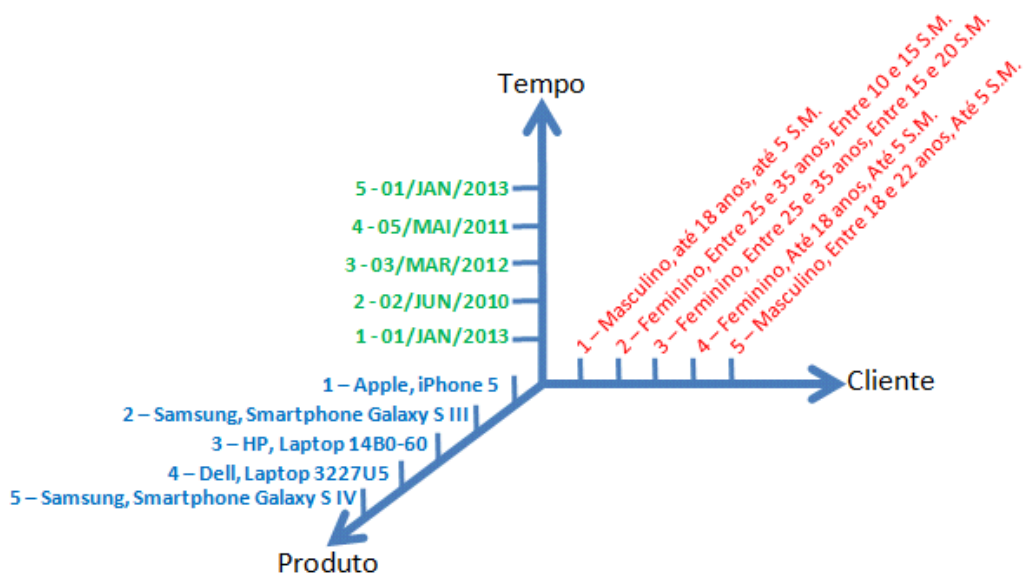 Tempo
5 - 01/JAN/2013
4 - 05/MAI/2011
3 - 03/MAR/2012
2 - 02/JUN/2010
1 - 01/JAN/2013
1 – Masculino, até 18 anos, até 5 S.M.
2 – Feminino, Entre 25 e 35 anos, Entre 10 e 15 S.M.
3 – Feminino, Entre 25 e 35 anos, Entre 15 e 20 S.M.
4 – Feminino, Até 18 anos, Até 5 S.M.
5 – Masculino, Entre 18 e 22 anos, Até 5 S.M.
Cliente
1 – Apple, iPhone 5
2 – Samsung, Smartphone Galaxy S III
3 – HP, Laptop 14B0-60
4 – Dell, Laptop 3227U5
5 – Samsung, Smartphone Galaxy S IV
Produto